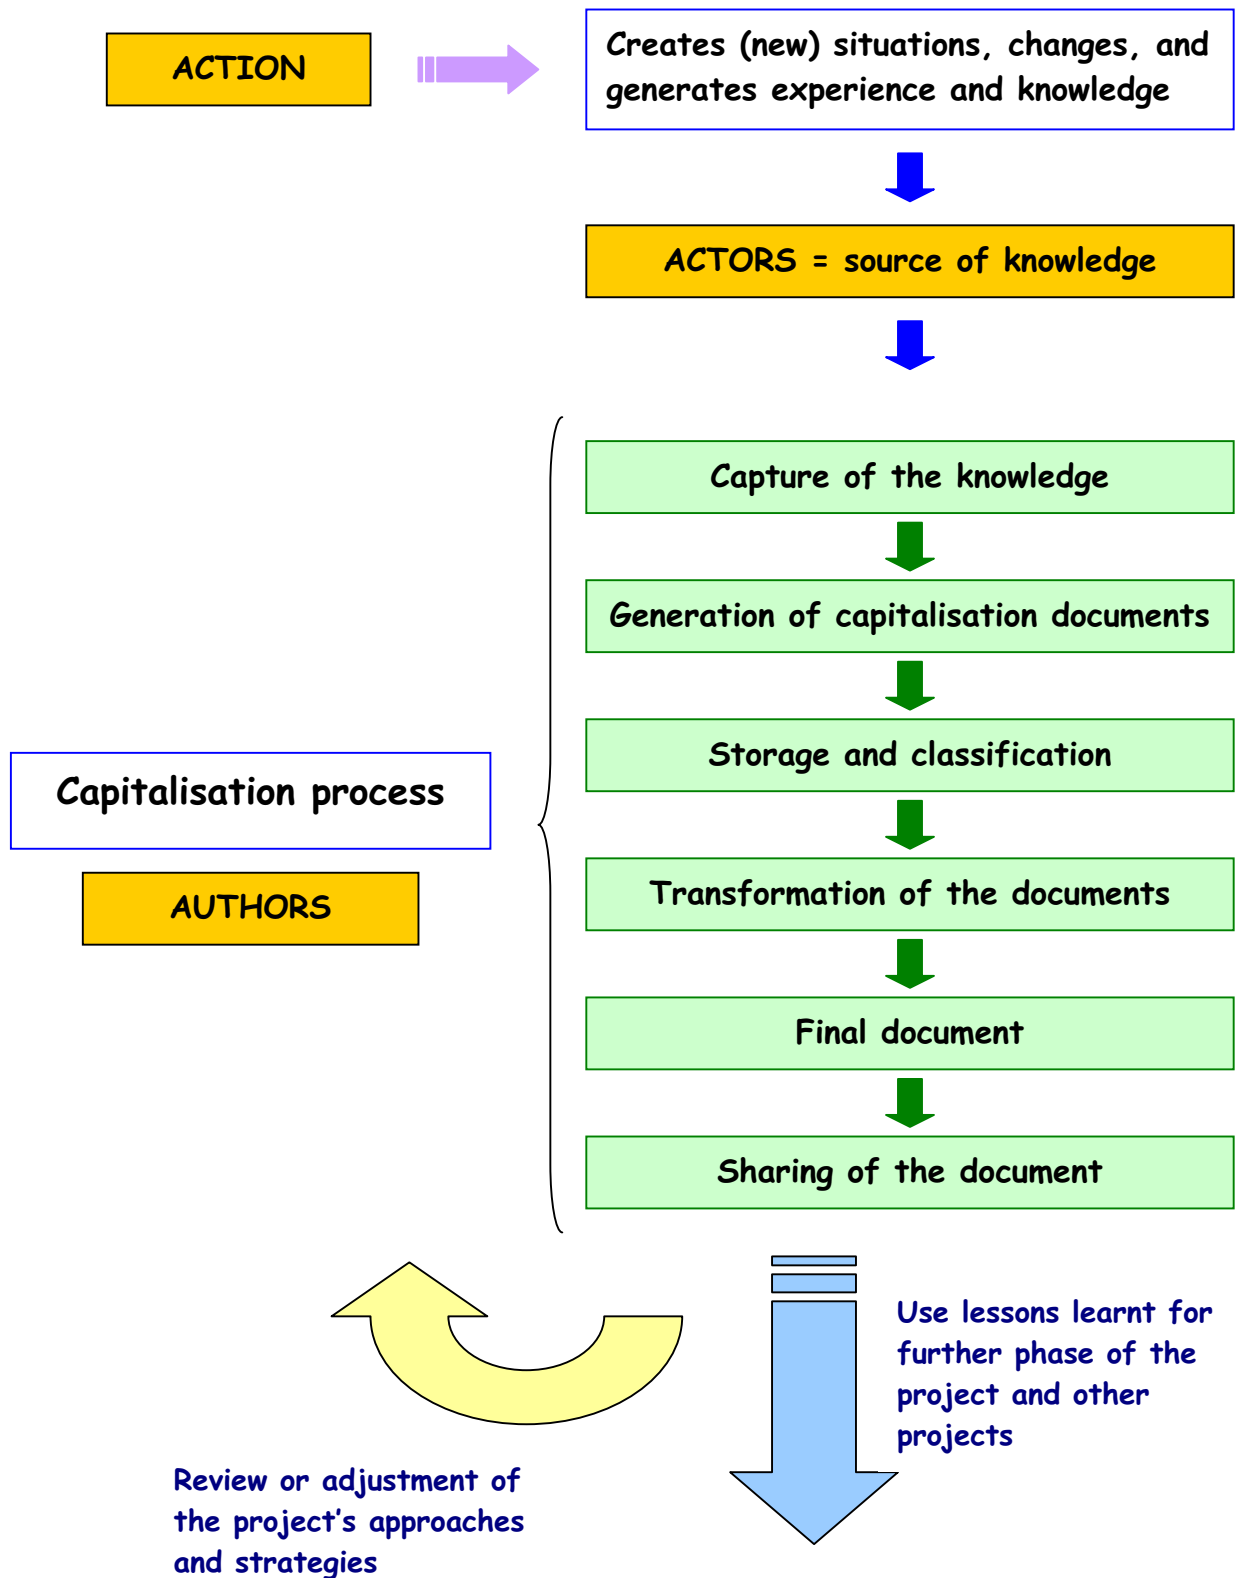 ACTION
Creates (new) situations, changes, and
generates experience and knowledge
ACTORS = source of knowledge
Capture of the knowledge
Generation of capitalisation documents
Storage and classification
Capitalisation process
Transformation of the documents
AUTHORS
Final document
Sharing of the document
Use lessons learnt for
further phase of the
project and other
projects
Review or adjustment of
the project’s approaches
and strategies